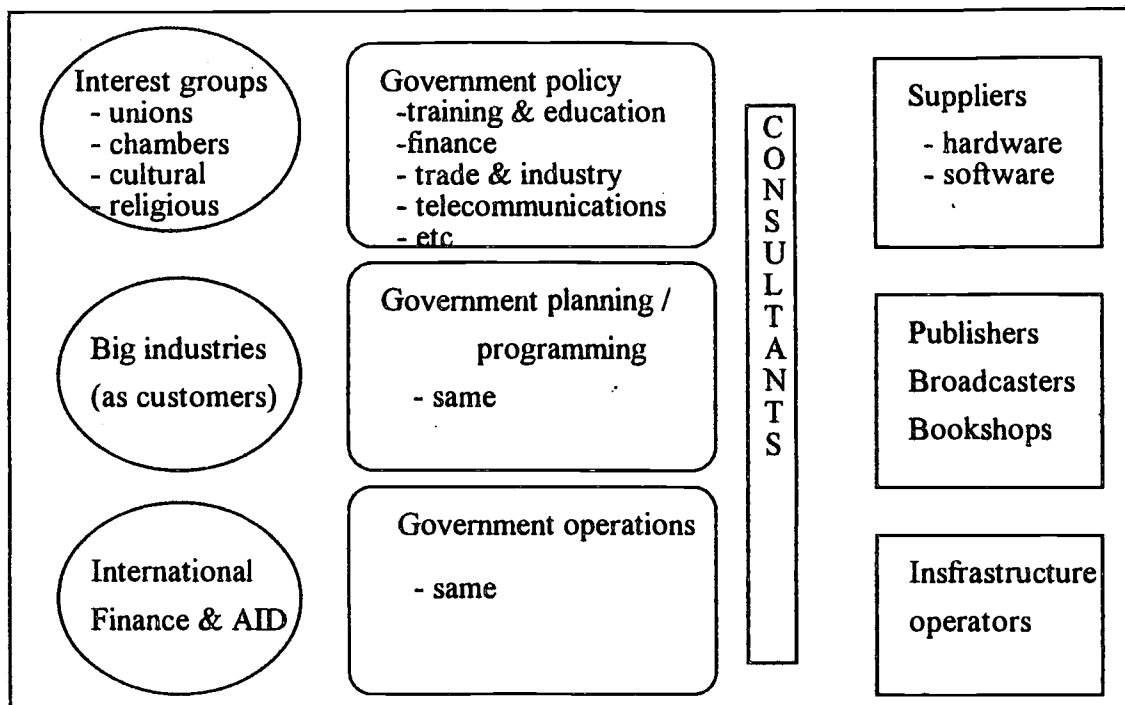 Interest groups
- unions
- chambers
- cultural
- religious
Government policy
-training & education
-finance
- trade & industry
- telecommunications
- etc
CONSULTANTS
Suppliers
- hardware
- software
Big industries
(as customers)
Government planning /
programming
- same
Publishers
Broadcasters
Bookshops
International
Finance & AID
Government operations
- same
Insfrastructure
operators